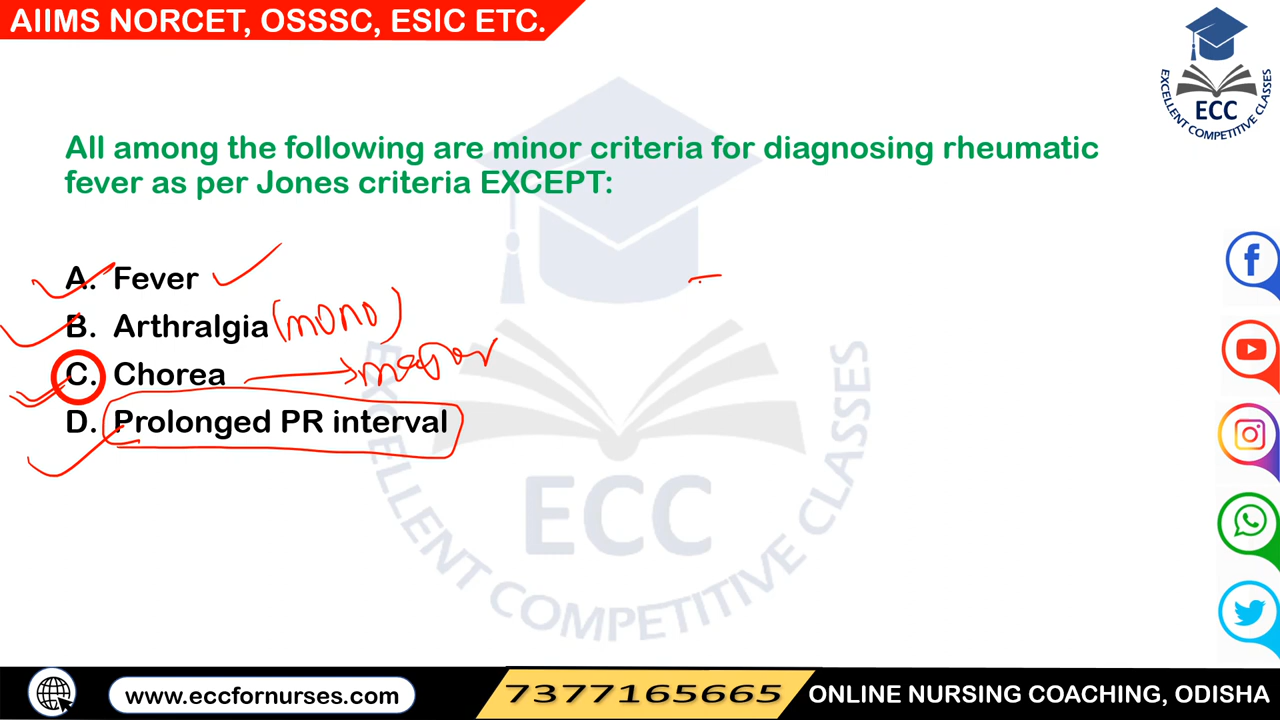 AIIMS NORCET, OSSSC, ESIC ETC.
EXCELLENT COMPETITIVE CLASSES
ECC
All among the following are minor criteria for diagnosing rheumatic
fever as per Jones criteria EXCEPT:
A. Fever
B. Arthralgia (mono)
C. Chorea major
D. Prolonged PR interval
ECC
EXCELLENT COMPETITIVE CLASSES
www.eccfornurses.com
7377165665
ONLINE NURSING COACHING, ODISHA